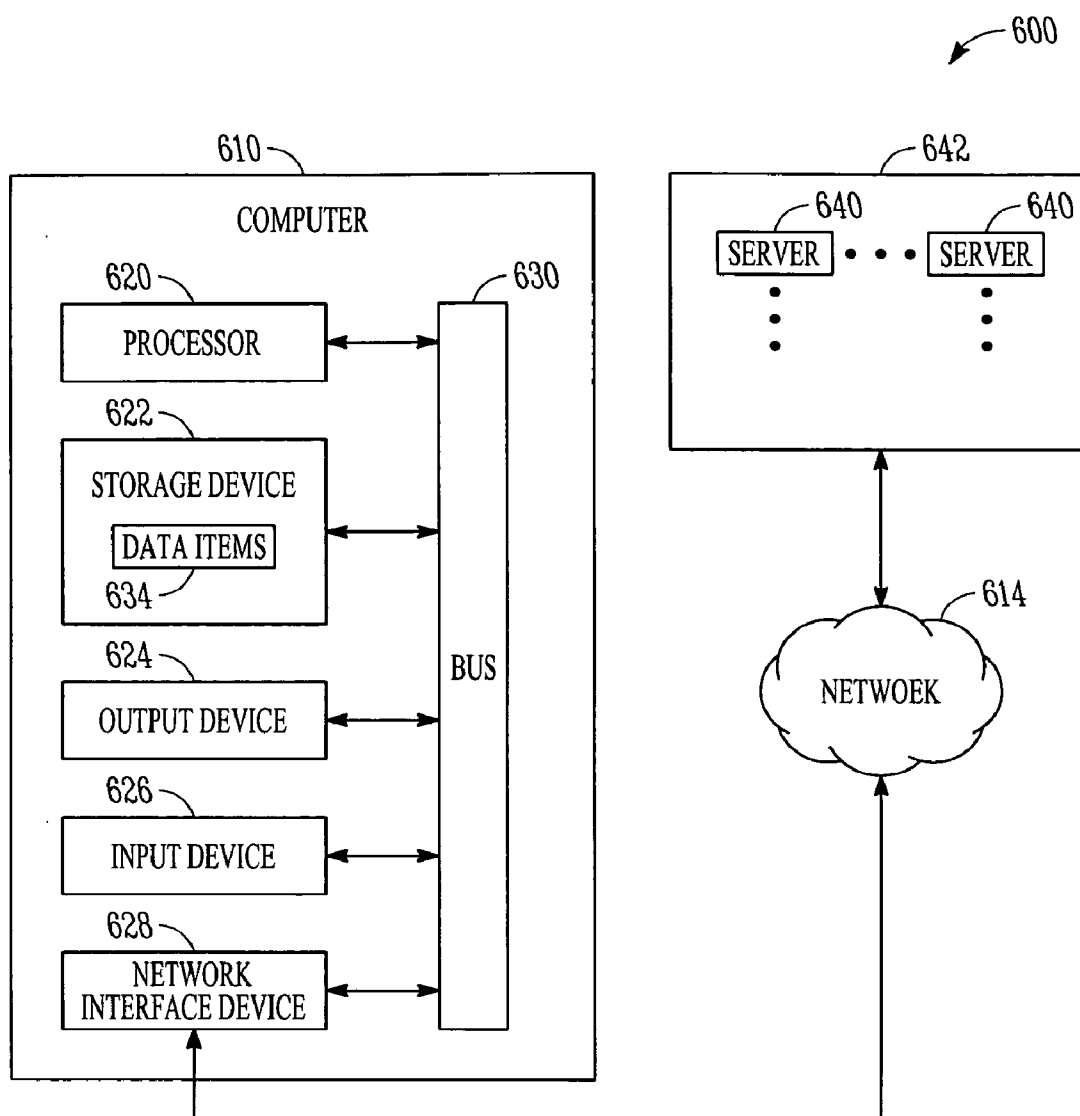 600
610
COMPUTER
620
PROCESSOR
622
STORAGE DEVICE
DATA ITEMS
634
624
OUTPUT DEVICE
626
INPUT DEVICE
628
NETWORK
INTERFACE DEVICE
630
BUS
642
640
SERVER
640
SERVER
614
NETWOEK